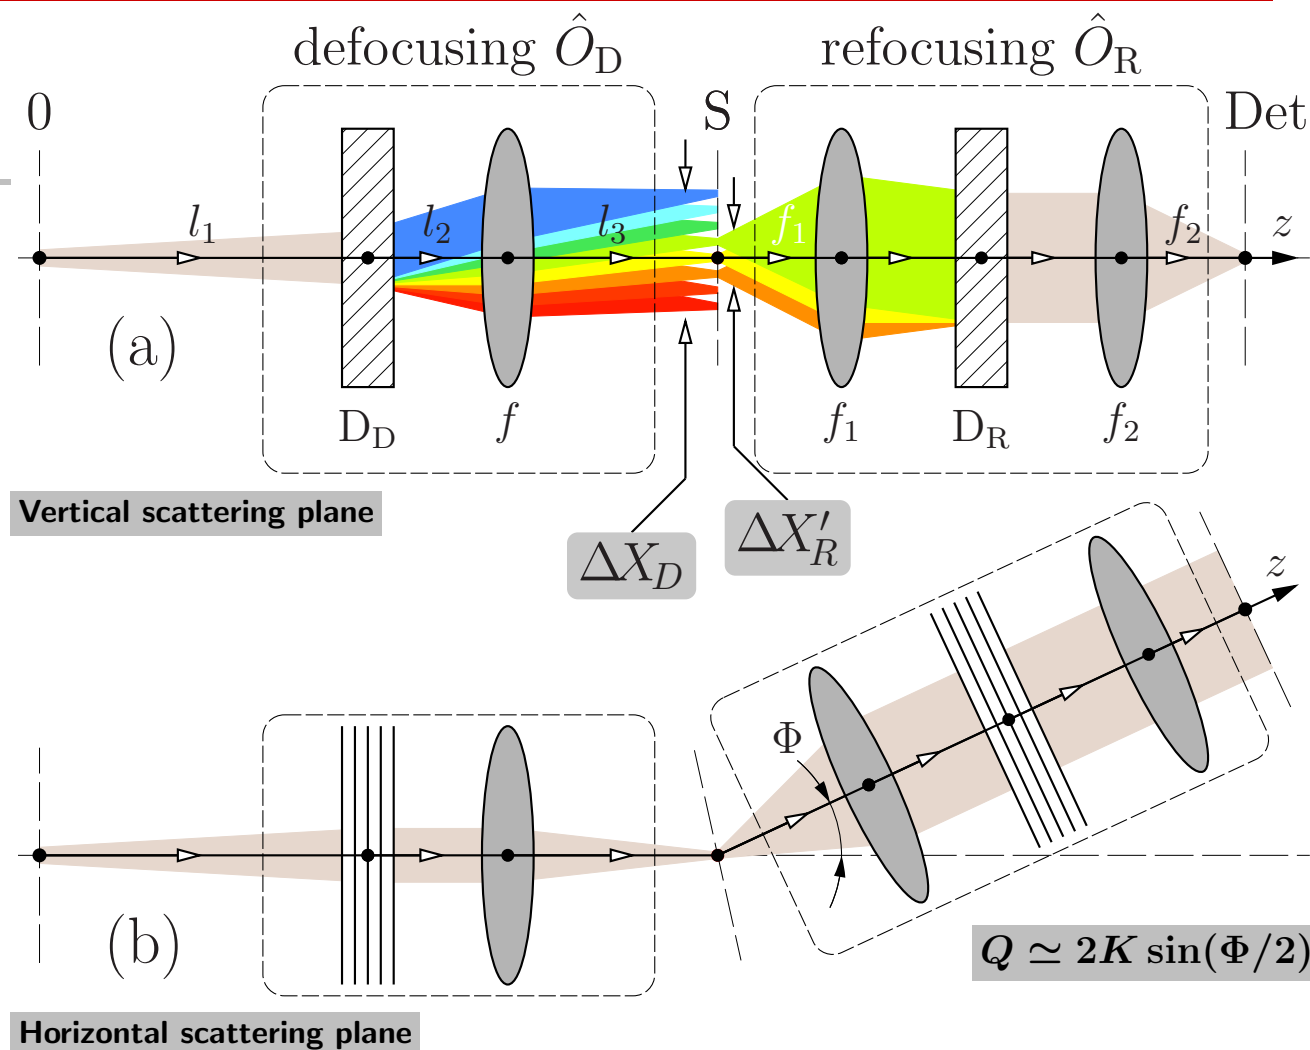 defocusing Ô_D
refocusing Ô_R
0
S
Det
l_1
l_2
l_3
f_1
f_2
z
(a)
D_D
f
f_1
D_R
f_2
Vertical scattering plane
ΔX_D
ΔX′_R
z
Φ
(b)
Q ≃ 2K sin(Φ/2)
Horizontal scattering plane